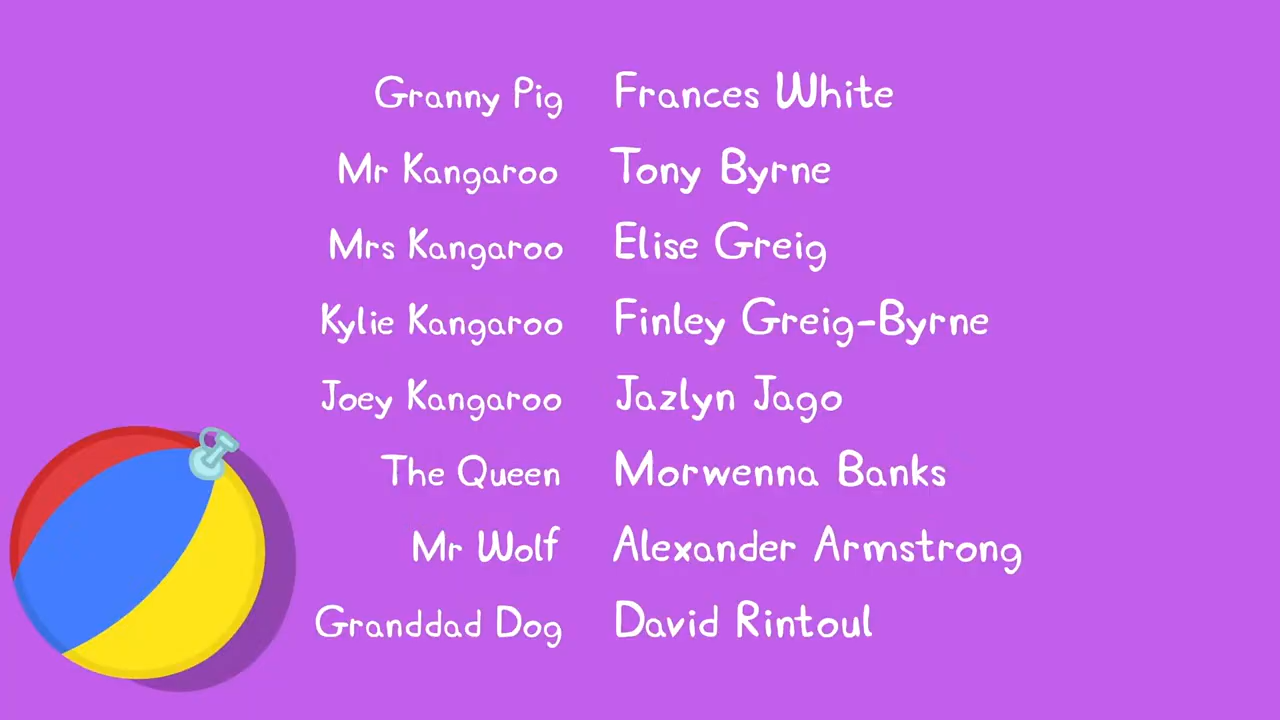 Granny Pig Frances White
Mr Kangaroo Tony Byrne
Mrs Kangaroo Elise Greig
Kylie Kangaroo Finley Greig-Byrne
Joey Kangaroo Jazlyn Jago
The Queen Morwenna Banks
Mr Wolf Alexander Armstrong
Granddad Dog David Rintoul